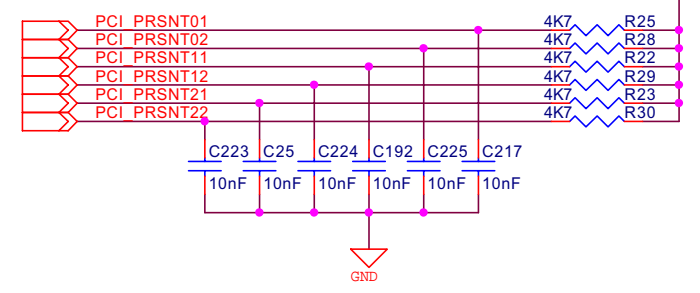 PCI_PRSNT01 4K7 R25
PCI_PRSNT02 4K7 R28
PCI_PRSNT11 4K7 R22
PCI_PRSNT12 4K7 R29
PCI_PRSNT21 4K7 R23
PCI_PRSNT22 4K7 R30
C223 C25 C224 C192 C225 C217
10nF 10nF 10nF 10nF 10nF 10nF
GND